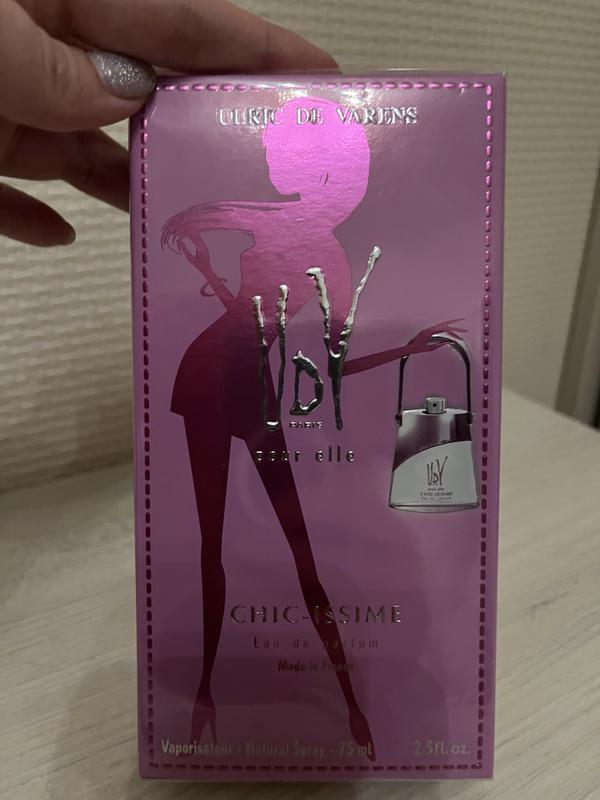 ULRIC DE VARENS
UDV
PARIS
pour elle
UDV
pour elle
CHIC-ISSIME
Eau de parfum
CHIC-ISSIME
Eau de parfum
Made in France
Vaporisateur - Natural Spray - 75 ml 2.5 fl. oz.